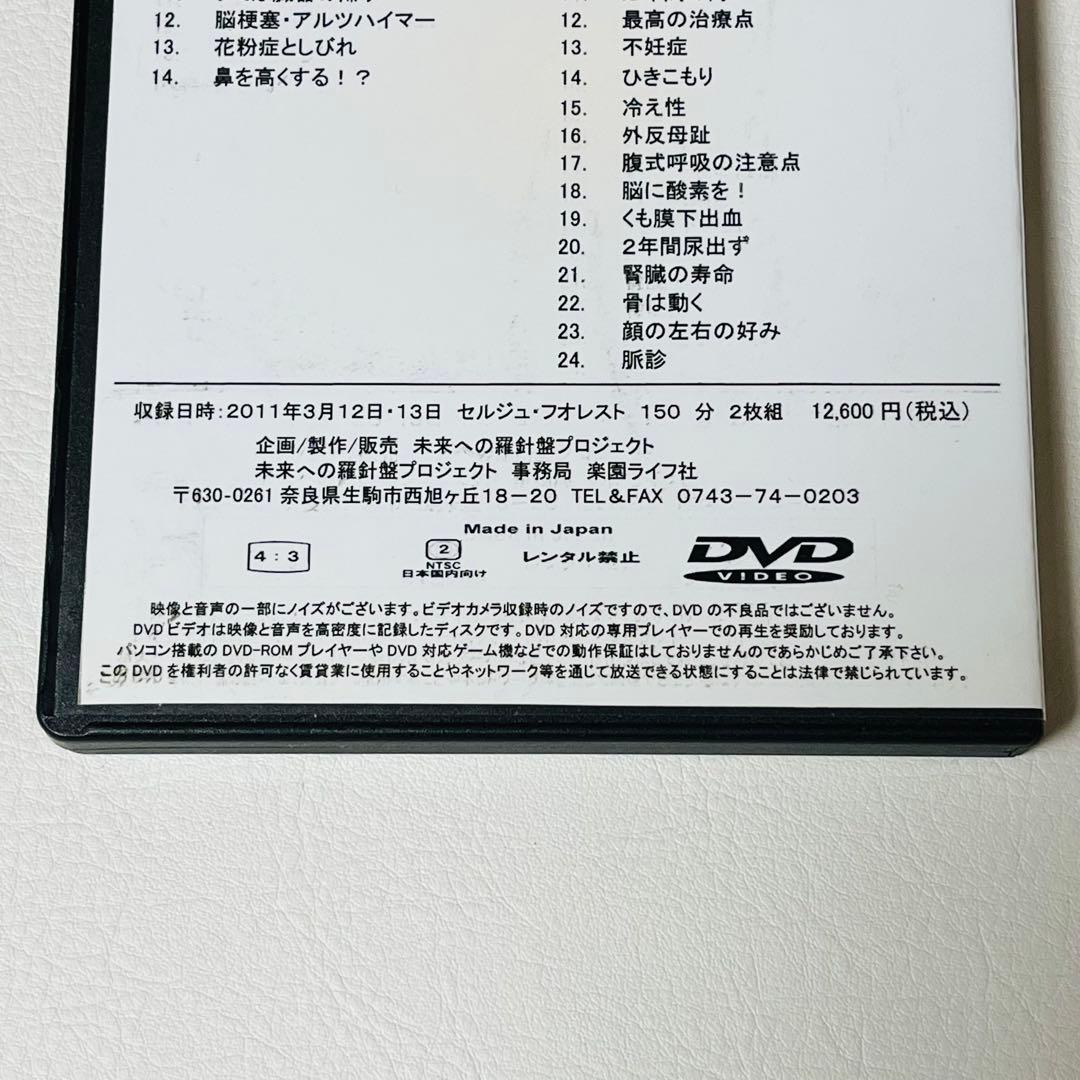 12. 脳梗塞・アルツハイマー
13. 花粉症としびれ
14. 鼻を高くする！？
12. 最高の治療点
13. 不妊症
14. ひきこもり
15. 冷え性
16. 外反母趾
17. 腹式呼吸の注意点
18. 脳に酸素を！
19. くも膜下出血
20. ２年間尿出ず
21. 腎臓の寿命
22. 骨は動く
23. 顔の左右の好み
24. 脈診
収録日時：2011年3月12日・13日 セルジュ・フオレスト 150 分 2枚組 12,600 円（税込）
企画/製作/販売 未来への羅針盤プロジェクト
未来への羅針盤プロジェクト 事務局 楽園ライフ社
〒630-0261 奈良県生駒市西旭ヶ丘18－20 TEL&FAX 0743－74－0203
Made in Japan
4：3
2
NTSC
日本国内向け
レンタル禁止
DVD
VIDEO
映像と音声の一部にノイズがございます。ビデオカメラ収録時のノイズですので、DVD の不良品ではございません。
DVD ビデオは映像と音声を高密度に記録したディスクです。DVD 対応の専用プレイヤーでの再生を奨励しております。
パソコン搭載の DVD-ROM プレイヤーや DVD 対応ゲーム機などでの動作保証はしておりませんのであらかじめご了承下さい。
この DVD を権利者の許可なく賃貸業に使用することやネットワーク等を通じて放送できる状態にすることは法律で禁じられています。